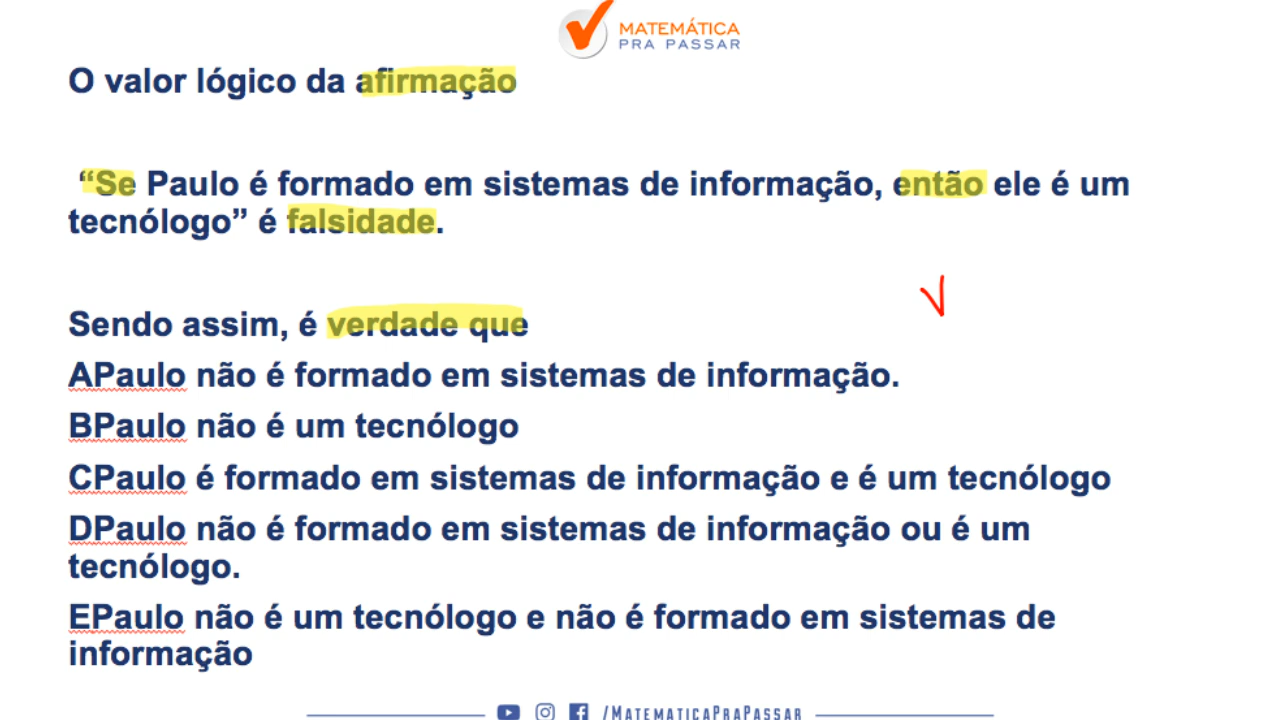 MATEMÁTICA
PRA PASSAR
O valor lógico da afirmação
“Se Paulo é formado em sistemas de informação, então ele é um
tecnólogo” é falsidade.
V
Sendo assim, é verdade que
APaulo não é formado em sistemas de informação.
BPaulo não é um tecnólogo
CPaulo é formado em sistemas de informação e é um tecnólogo
DPaulo não é formado em sistemas de informação ou é um
tecnólogo.
EPaulo não é um tecnólogo e não é formado em sistemas de
informação
/MATEMATICAPRAPASSAR